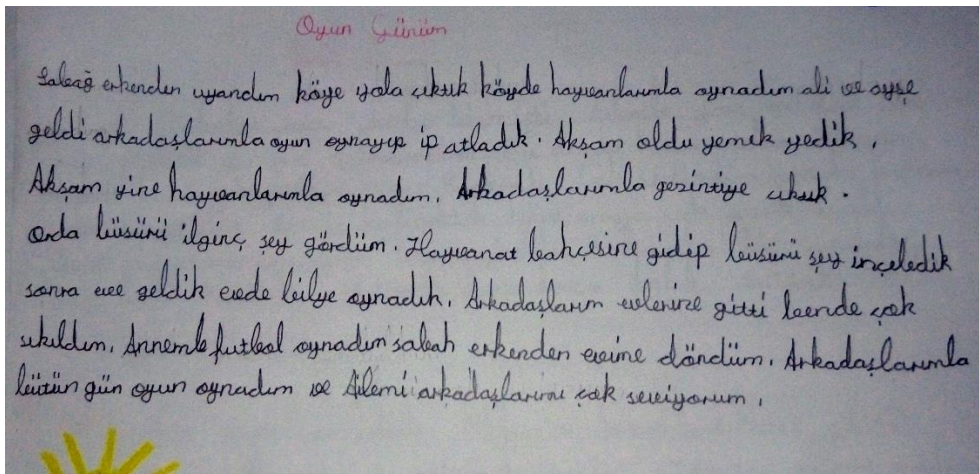 Oyun Günüm
Sabağ erkenden uyandım köye yola çıktık köyde hayvanlarımla oynadım ali ve ayşe
geldi arkadaşlarımla oyun oynayıp ip atladık. Akşam oldu yemek yedik.
Akşam yine hayvanlarımla oynadım. Arkadaşlarımla gezintiye çıktık.
Orda büsürü ilginç şey gördüm. Hayvanat bahçesine gidip büsürü şey inçeledik
sonra eve geldik evde bilye oynadık. Arkadaşlarım evlerine gitti bende çok
sıkıldım. Annemle futbol oynadım sabah erkenden evime döndüm. Arkadaşlarımla
bütün gün oyun oynadım ve Ailemi arkadaşlarımı çok seviyorum.